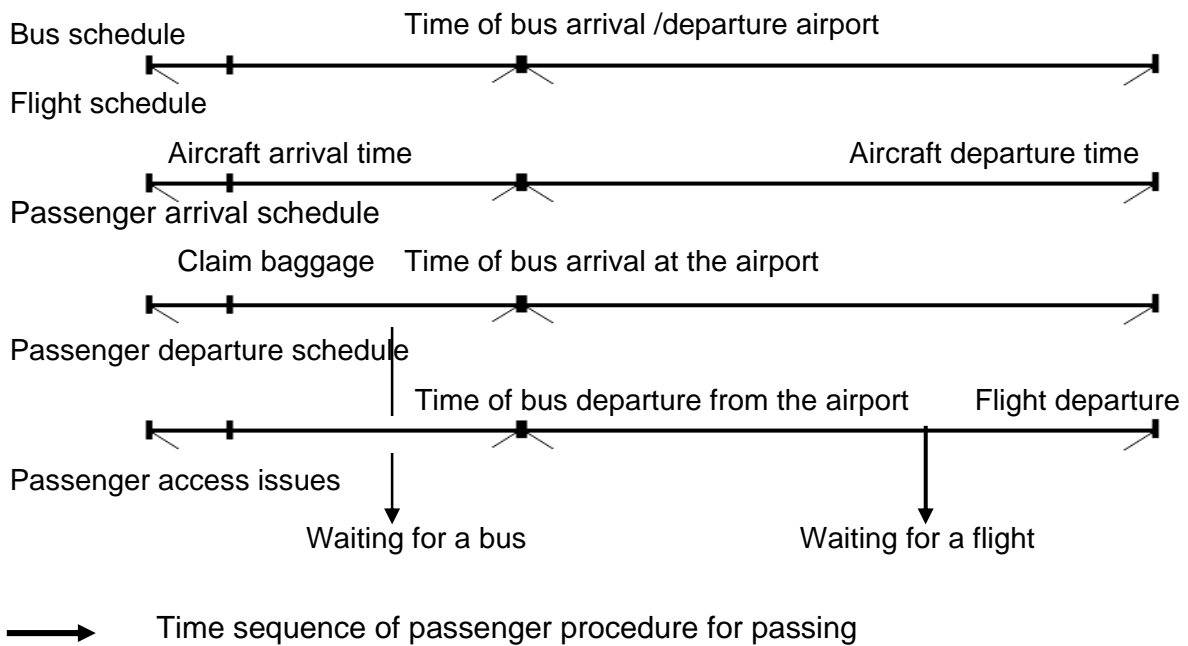 Bus schedule
Time of bus arrival /departure airport
Flight schedule
Aircraft arrival time
Aircraft departure time
Passenger arrival schedule
Claim baggage
Time of bus arrival at the airport
Passenger departure schedule
Time of bus departure from the airport
Flight departure
Passenger access issues
Waiting for a bus
Waiting for a flight
Time sequence of passenger procedure for passing